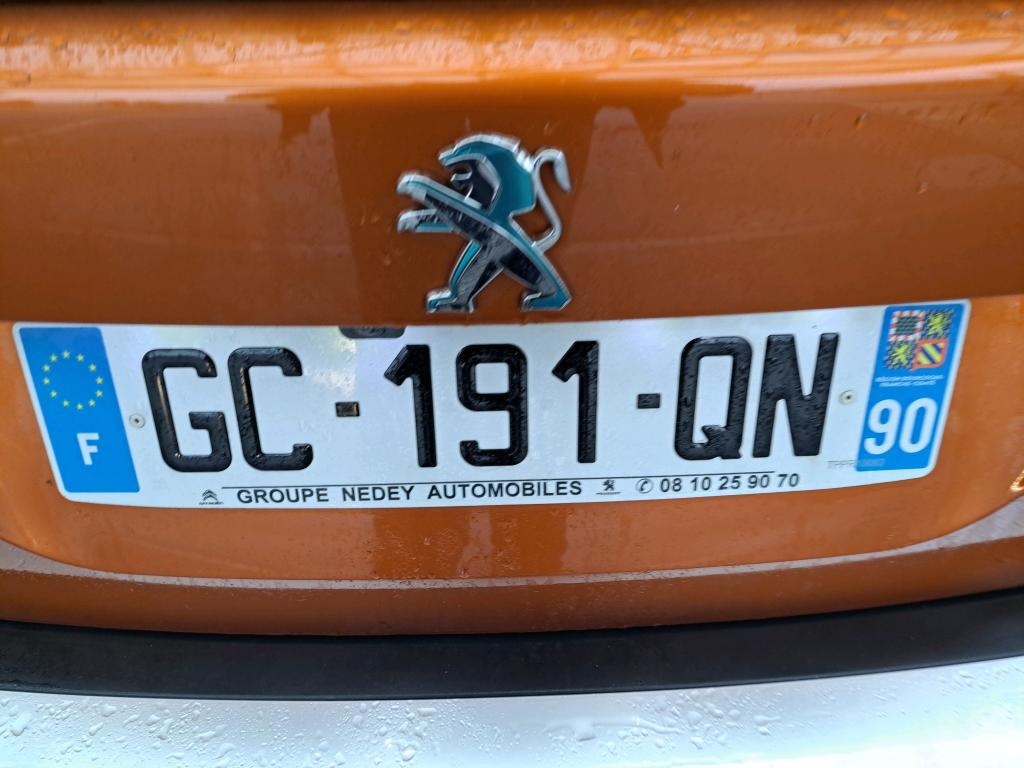 F GC-191-QN 90
GROUPE NEDEY AUTOMOBILES ✆ 08 10 25 90 70